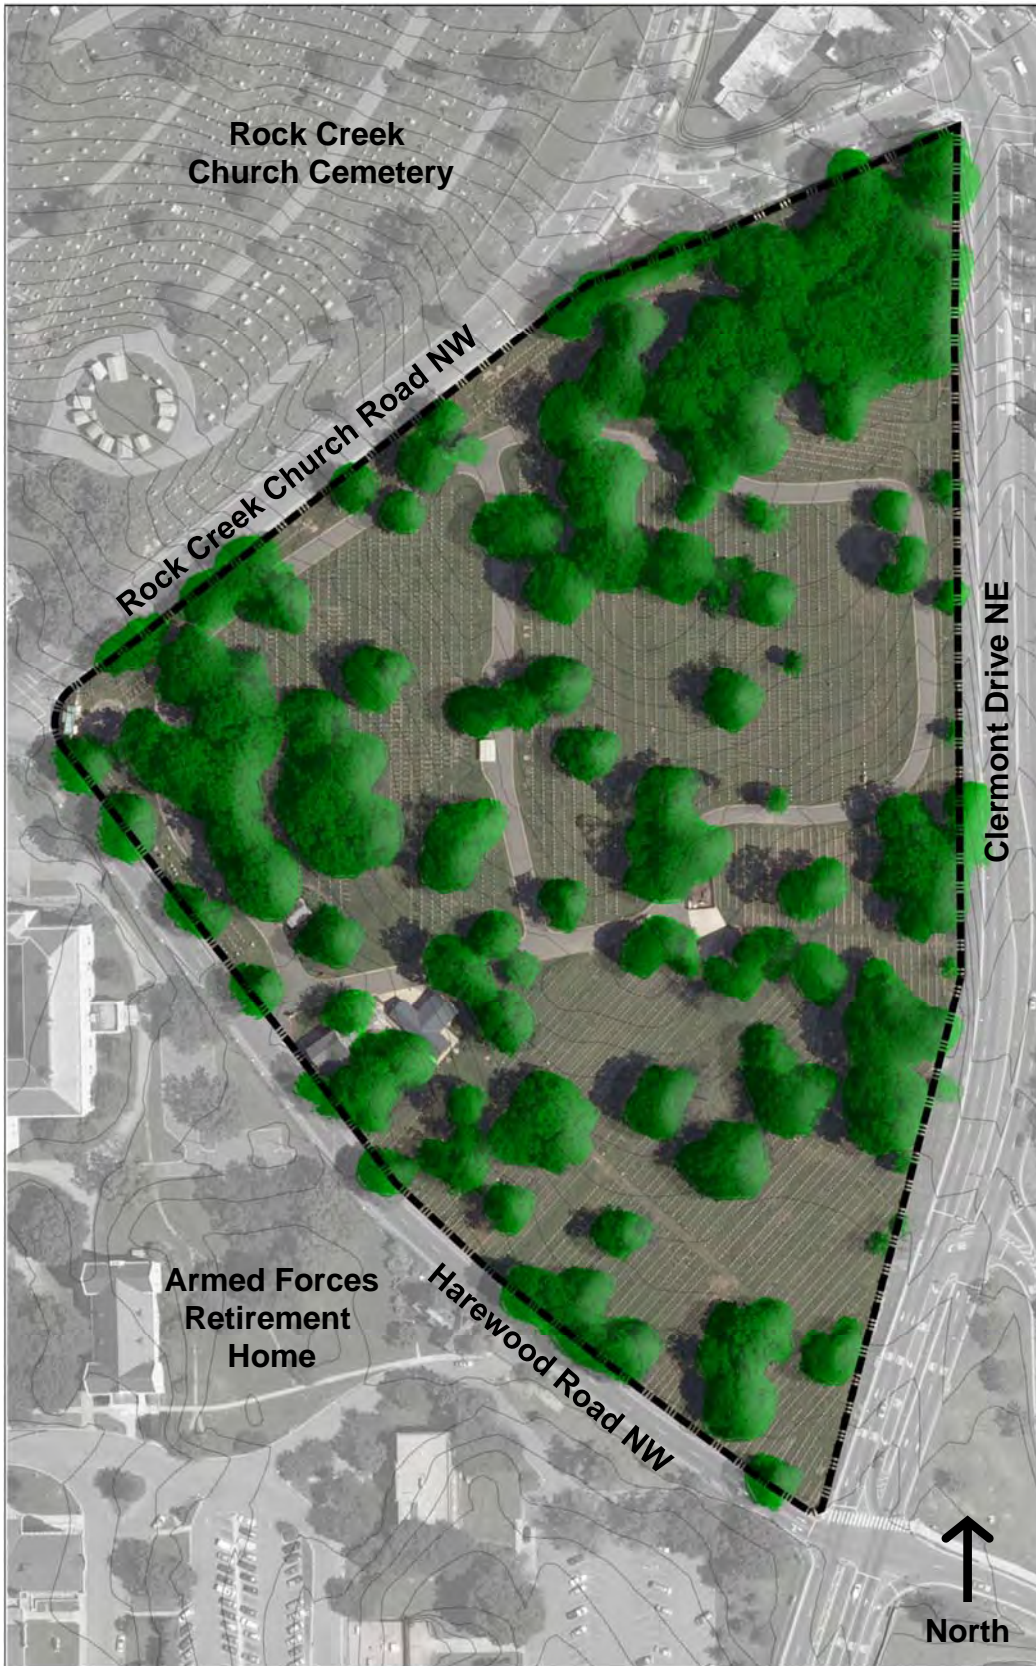 Rock Creek
Church Cemetery
Rock Creek Church Road NW
Clermont Drive NE
Armed Forces
Retirement
Home
Harewood Road NW
North